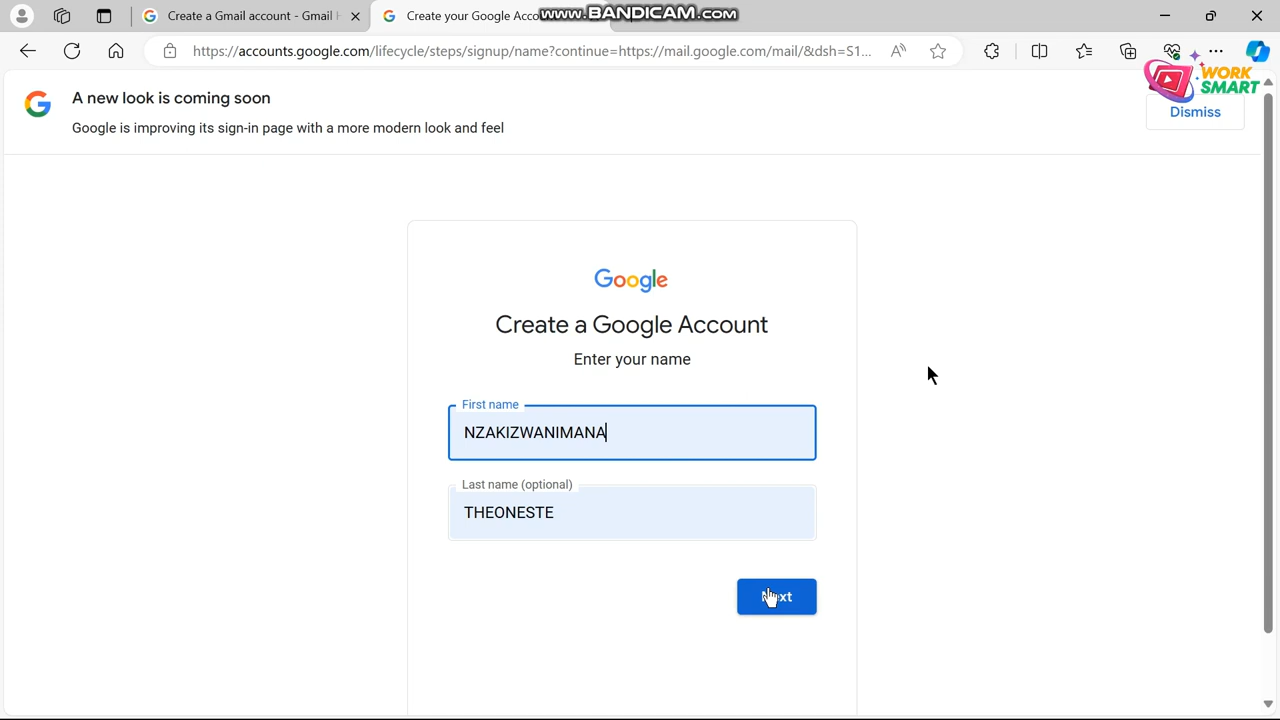 Create a Gmail account - Gmail H
Create your Google Acco
www.BANDICAM.com
https://accounts.google.com/lifecycle/steps/signup/name?continue=https://mail.google.com/mail/&dsh=S1...
WORK
SMART
A new look is coming soon
Google is improving its sign-in page with a more modern look and feel
Dismiss
Google
Create a Google Account
Enter your name
First name
NZAKIZWANIMANA
Last name (optional)
THEONESTE
Next